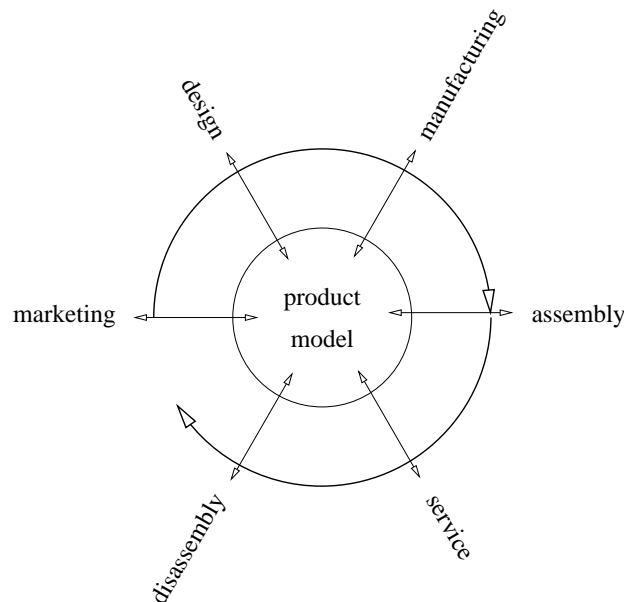 design
manufacturing
marketing
product
model
assembly
disassembly
service